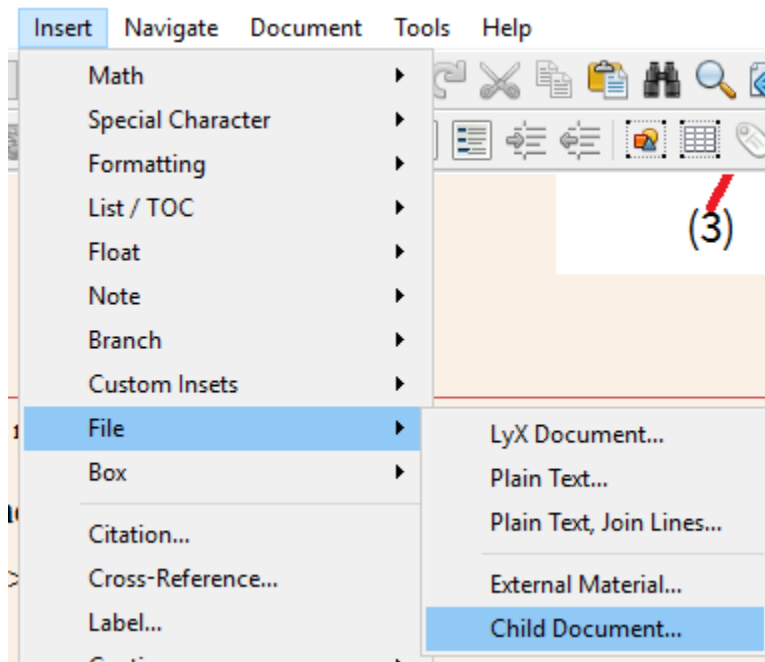 Insert Navigate Document Tools Help
Math
Special Character
Formatting
(3)
List / TOC
Float
Note
Branch
Custom Insets
File
LyX Document...
Box
Plain Text...
Plain Text, Join Lines...
Citation...
Cross-Reference...
External Material...
Label...
Child Document...